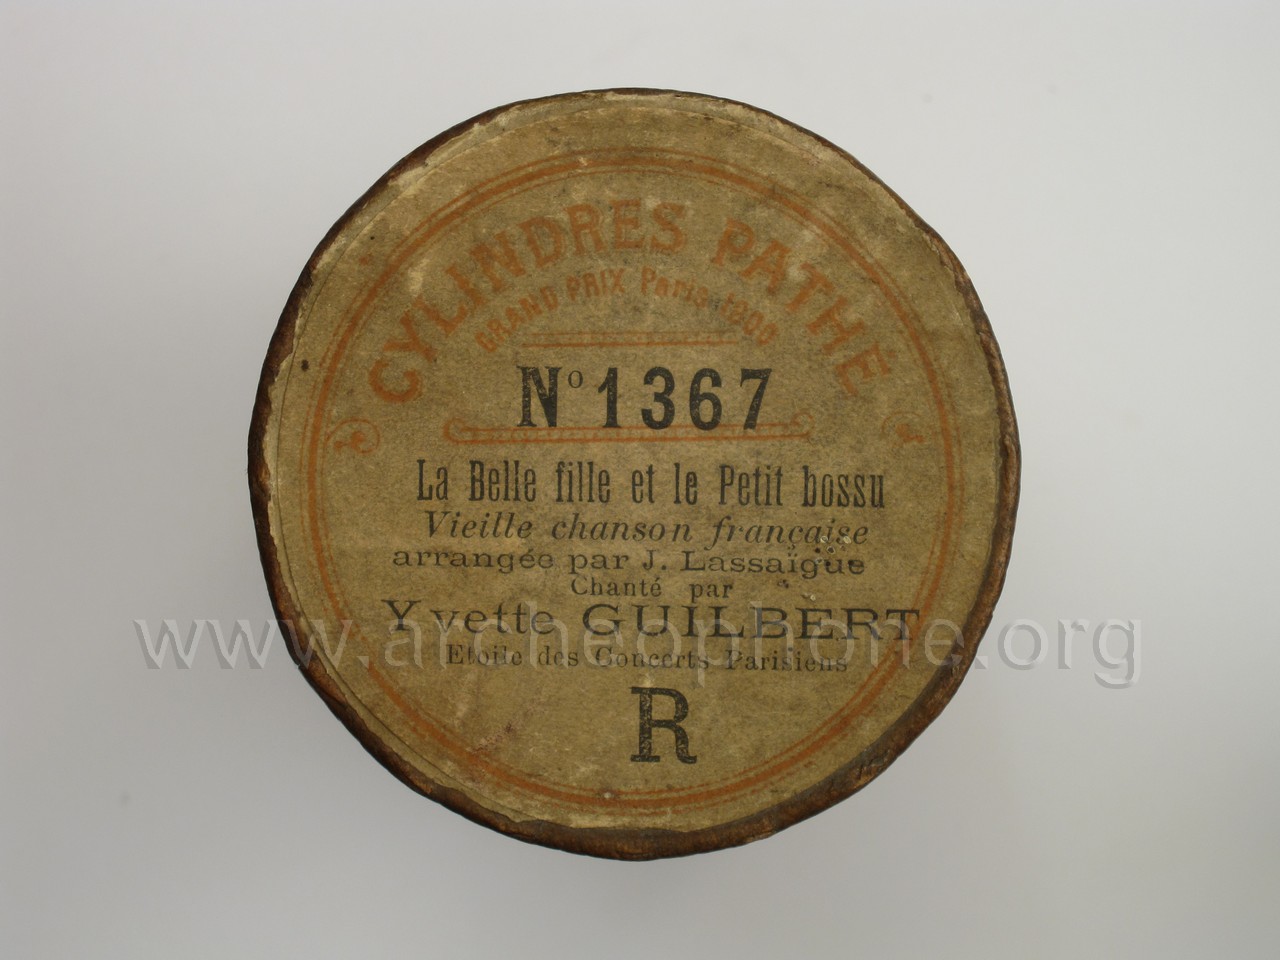 CYLINDRES PATHÉ
GRAND PRIX Paris 1900
Nº 1367
La Belle fille et le Petit bossu
Vieille chanson française
arrangée par J. Lassaïgue
Chanté par
Yvette GUILBERT
www.archeophone.org
Etoile des Concerts Parisiens
R